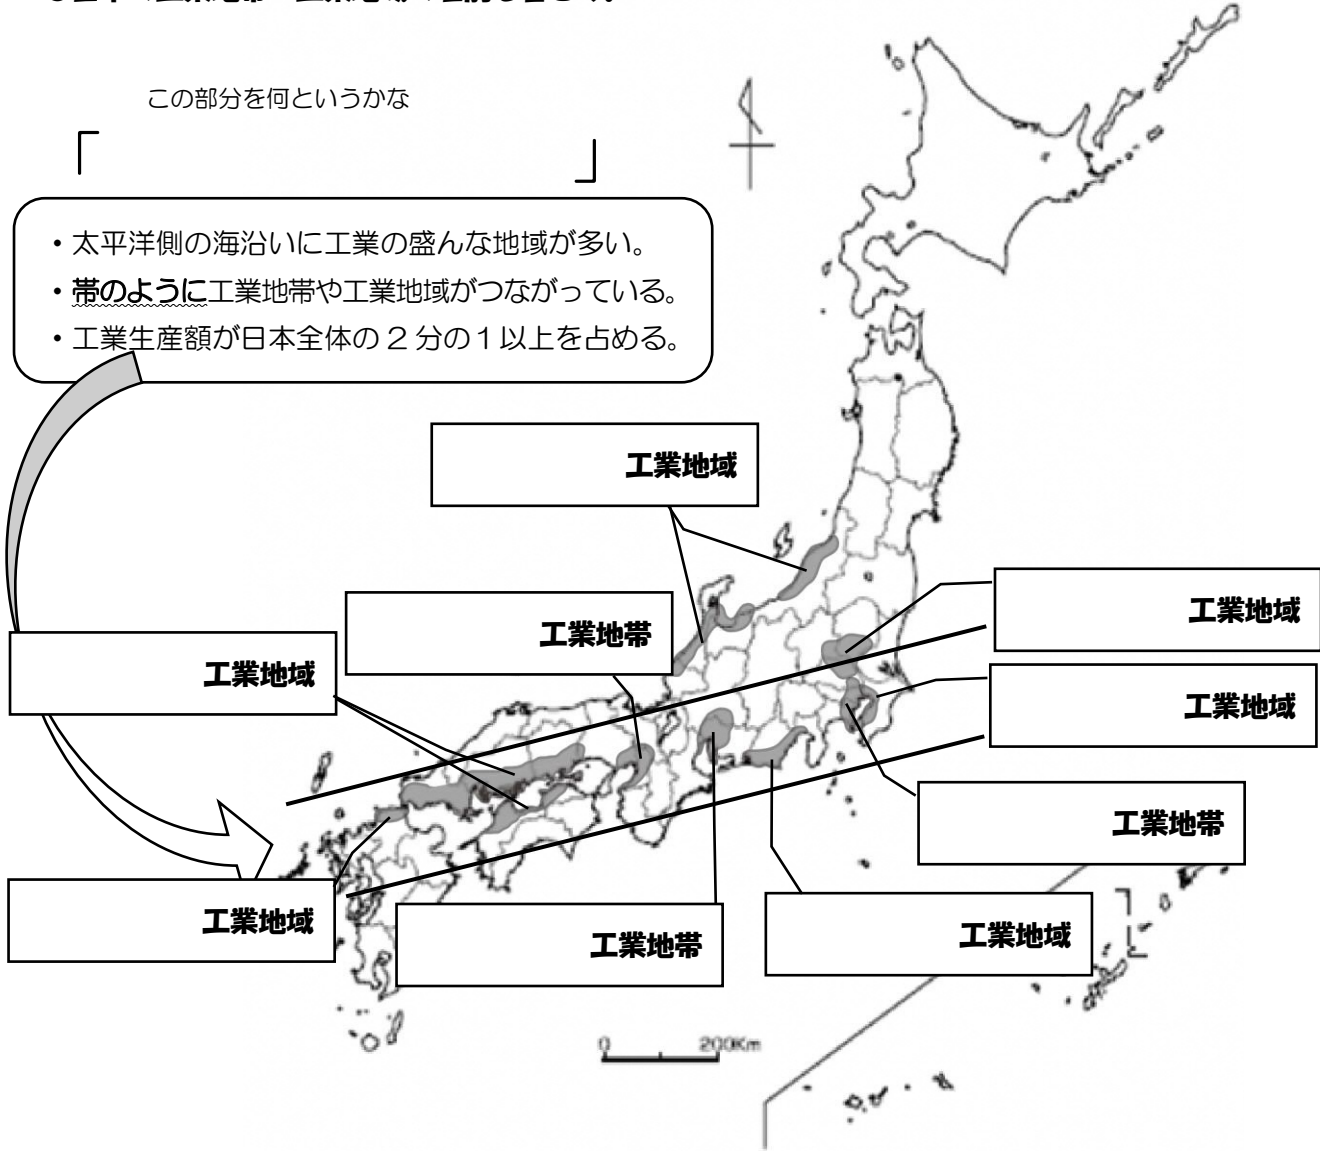 この部分を何というかな
「　　　」
・太平洋側の海沿いに工業の盛んな地域が多い。
・帯のように工業地帯や工業地域がつながっている。
・工業生産額が日本全体の２分の１以上を占める。
工業地域
工業地域
工業地帯
工業地域
工業地域
工業地帯
工業地域
工業地帯
工業地域
0 200Km